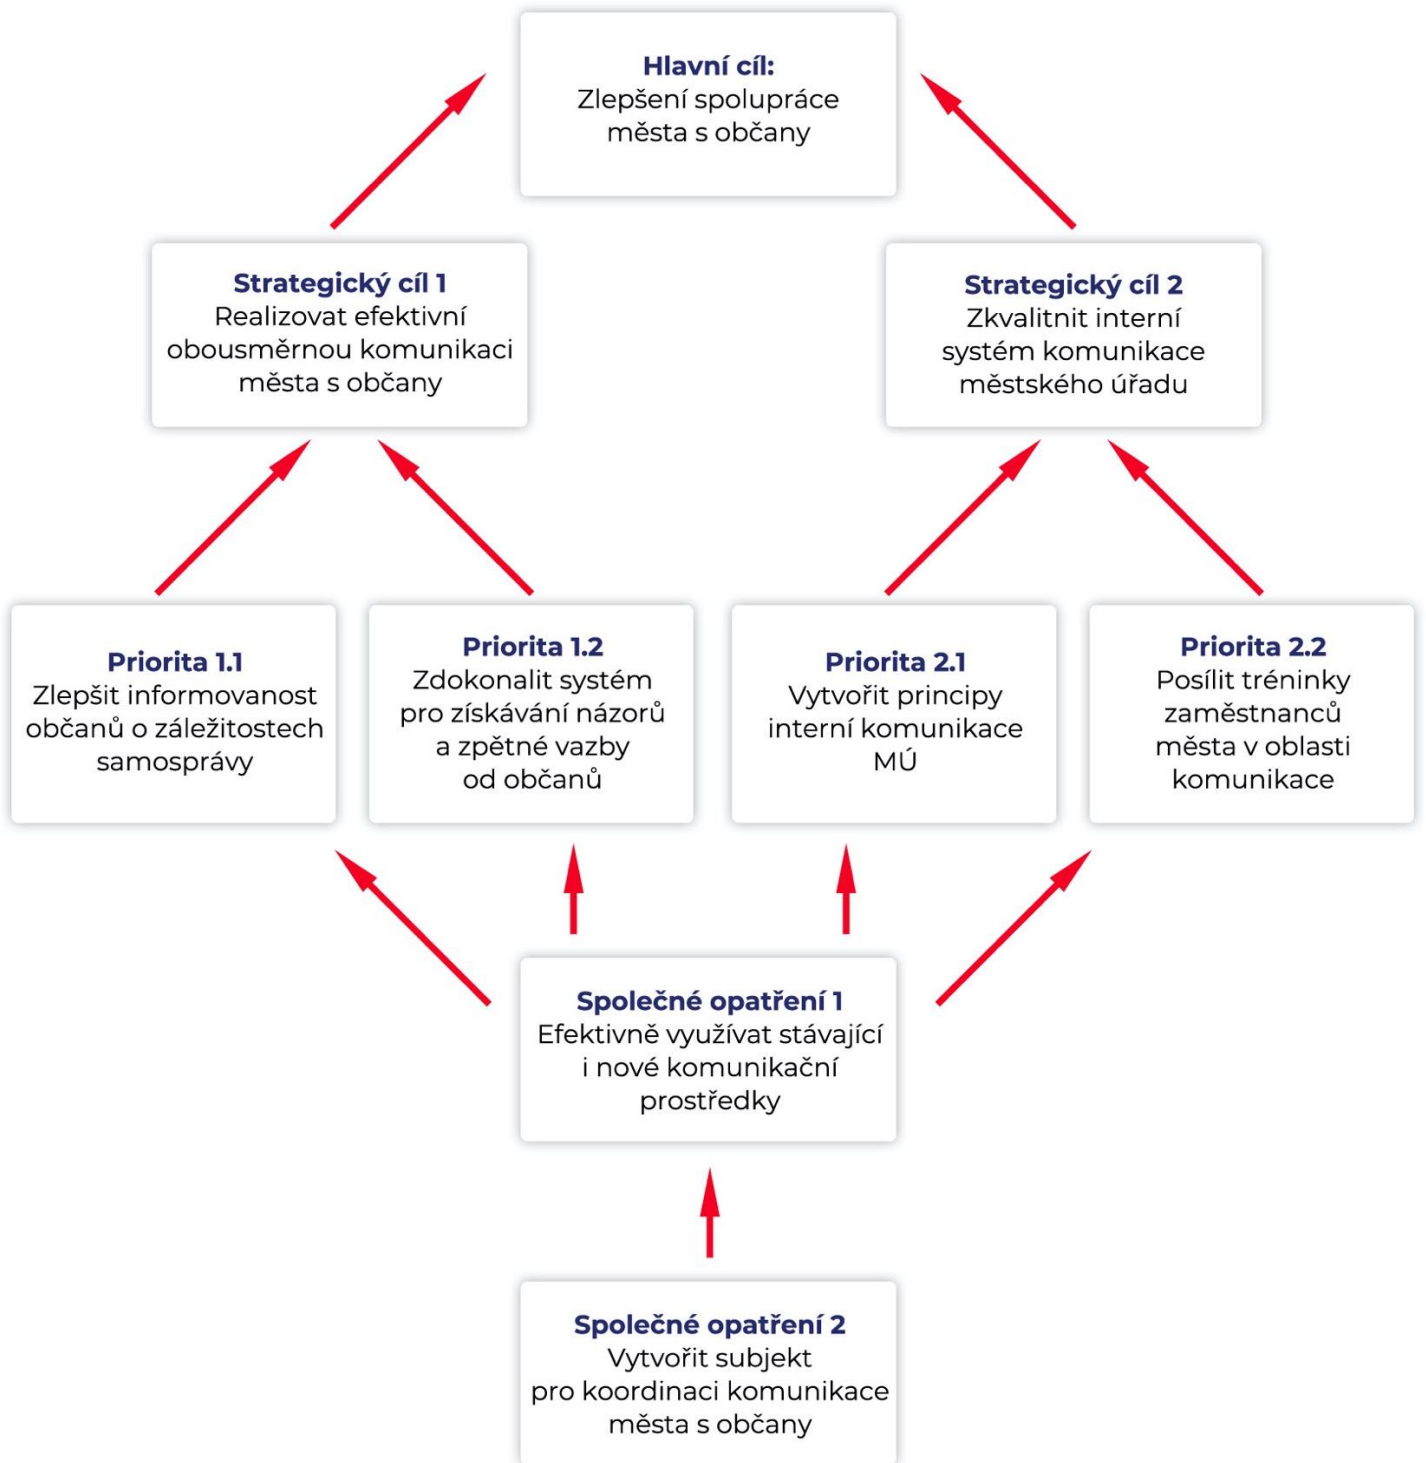 Hlavní cíl:
Zlepšení spolupráce
města s občany
Strategický cíl 1
Realizovat efektivní
obousměrnou komunikaci
města s občany
Strategický cíl 2
Zkvalitnit interní
systém komunikace
městského úřadu
Priorita 1.1
Zlepšit informovanost
občanů o záležitostech
samosprávy
Priorita 1.2
Zdokonalit systém
pro získávání názorů
a zpětné vazby
od občanů
Priorita 2.1
Vytvořit principy
interní komunikace
MÚ
Priorita 2.2
Posílit tréninky
zaměstnanců
města v oblasti
komunikace
Společné opatření 1
Efektivně využívat stávající
i nové komunikační
prostředky
Společné opatření 2
Vytvořit subjekt
pro koordinaci komunikace
města s občany